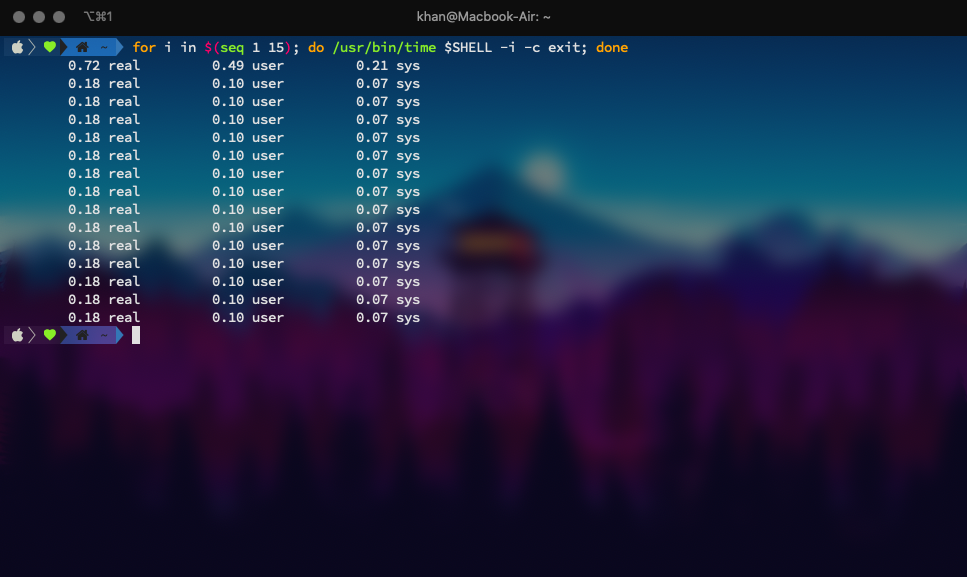 ⌥⌘1 khan@Macbook-Air: ~
~ for i in $(seq 1 15); do /usr/bin/time $SHELL -i -c exit; done
0.72 real 0.49 user 0.21 sys
0.18 real 0.10 user 0.07 sys
0.18 real 0.10 user 0.07 sys
0.18 real 0.10 user 0.07 sys
0.18 real 0.10 user 0.07 sys
0.18 real 0.10 user 0.07 sys
0.18 real 0.10 user 0.07 sys
0.18 real 0.10 user 0.07 sys
0.18 real 0.10 user 0.07 sys
0.18 real 0.10 user 0.07 sys
0.18 real 0.10 user 0.07 sys
0.18 real 0.10 user 0.07 sys
0.18 real 0.10 user 0.07 sys
0.18 real 0.10 user 0.07 sys
0.18 real 0.10 user 0.07 sys
~